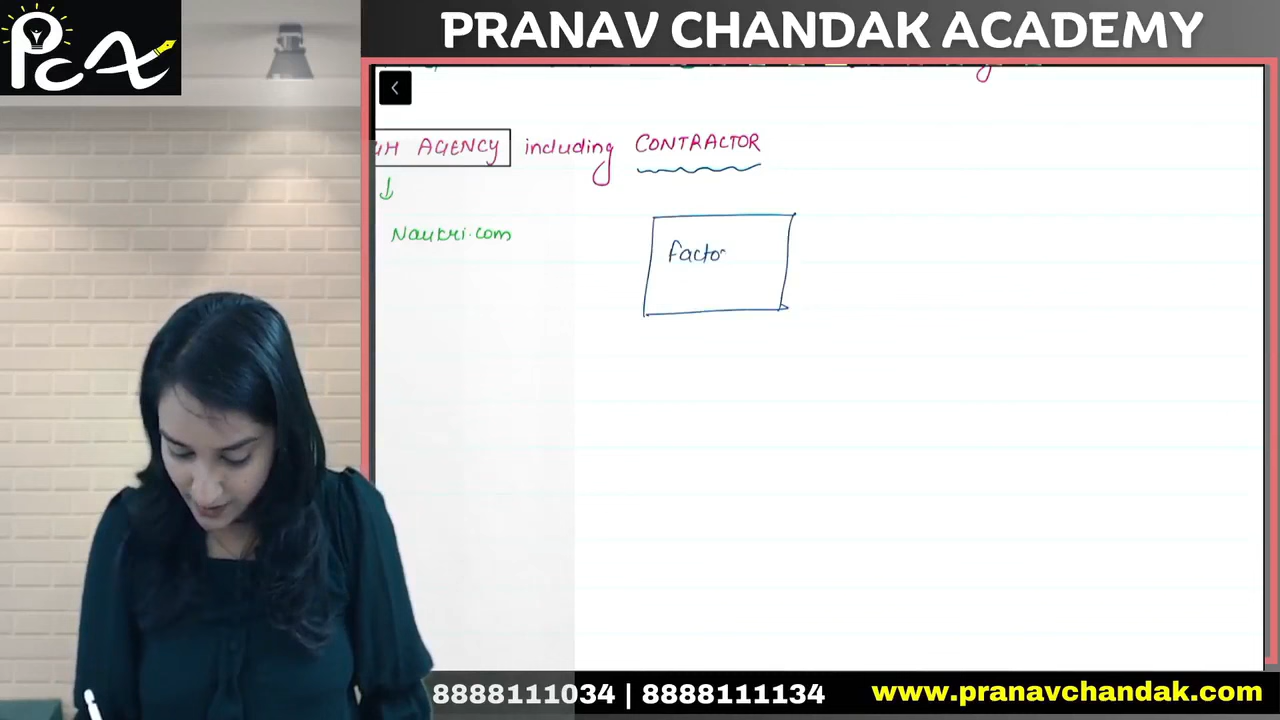 PCA
PRANAV CHANDAK ACADEMY
AGENCY including CONTRACTOR
Naukri.com
facto
8888111034 | 8888111134
www.pranavchandak.com